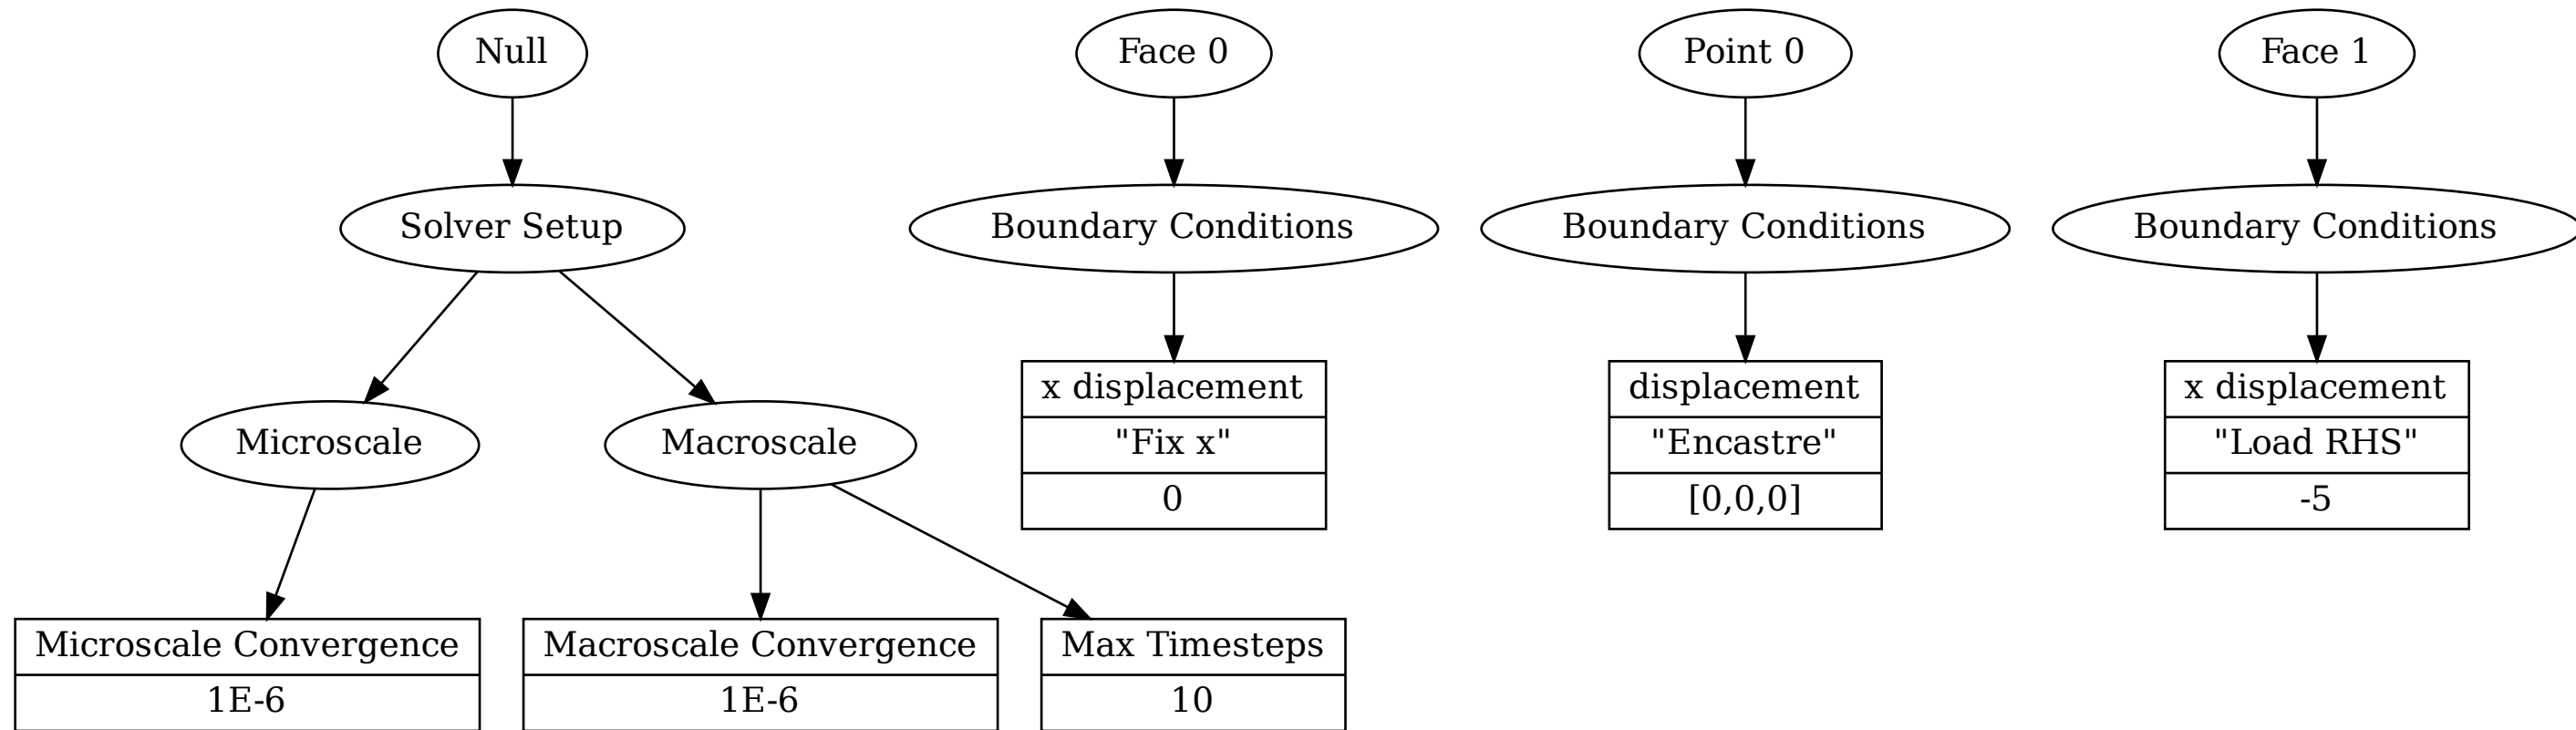 Null
Face 0
Point 0
Face 1
Solver Setup
Boundary Conditions
Boundary Conditions
Boundary Conditions
x displacement
"Fix x"
0
displacement
"Encastre"
[0,0,0]
x displacement
"Load RHS"
-5
Microscale
Macroscale
Microscale Convergence
1E-6
Macroscale Convergence
1E-6
Max Timesteps
10